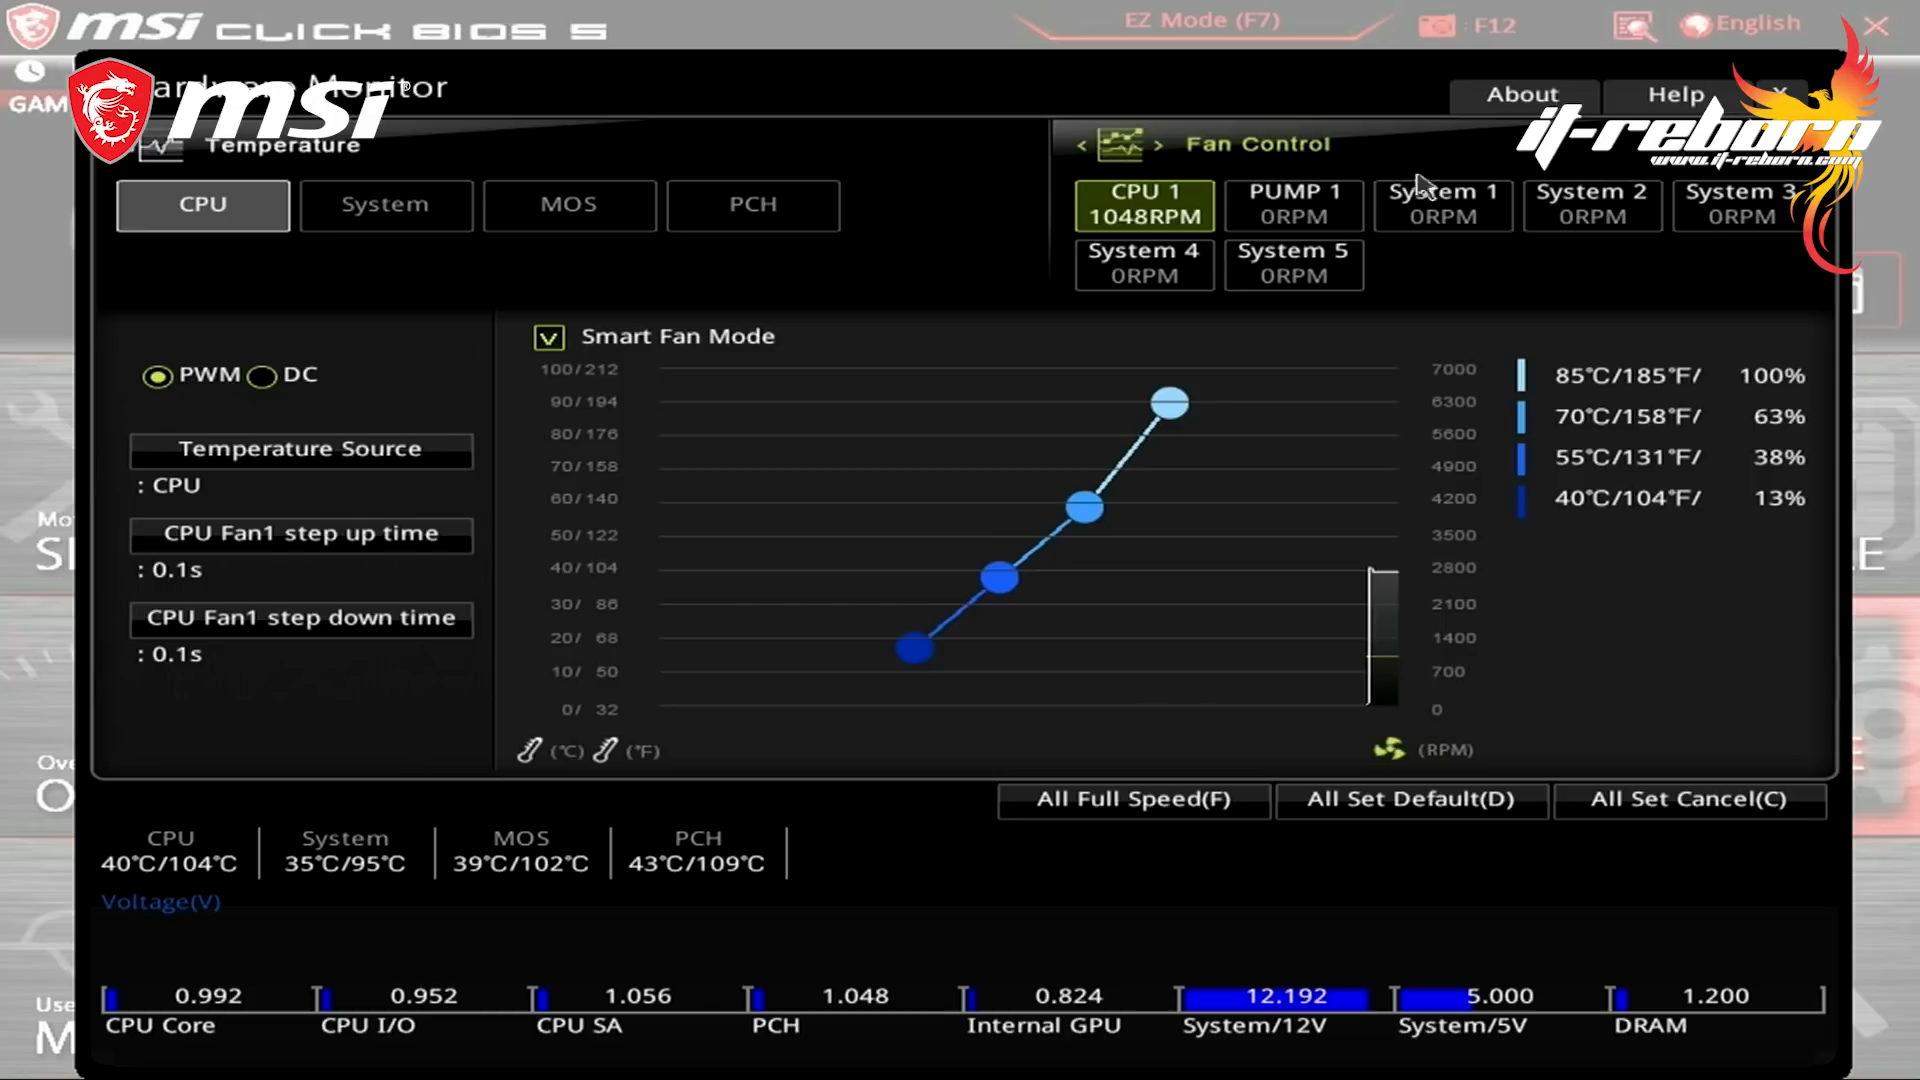 msi CLICK BIOS 5
EZ Mode (F7)
: F12
English
X
GAM
Hardware Monitor
msi
About
Help
X
it-reborn
www.it-reborn.com
Temperature
< > Fan Control
CPU
System
MOS
PCH
CPU 1
1048RPM
PUMP 1
0RPM
System 1
0RPM
System 2
0RPM
System 3
0RPM
System 4
0RPM
System 5
0RPM
PWM
DC
Temperature Source
: CPU
CPU Fan1 step up time
: 0.1s
CPU Fan1 step down time
: 0.1s
V Smart Fan Mode
100/212
90/194
80/176
70/158
60/140
50/122
40/104
30/ 86
20/ 68
10/ 50
0/ 32
(℃) (℉)
7000
6300
5600
4900
4200
3500
2800
2100
1400
700
0
(RPM)
85℃/185℉/ 100%
70℃/158℉/ 63%
55℃/131℉/ 38%
40℃/104℉/ 13%
Mo
SE
E
Ove
O
All Full Speed(F)
All Set Default(D)
All Set Cancel(C)
CPU
40℃/104℃
System
35℃/95℃
MOS
39℃/102℃
PCH
43℃/109℃
Voltage(V)
Use
M
0.992
CPU Core
0.952
CPU I/O
1.056
CPU SA
1.048
PCH
0.824
Internal GPU
12.192
System/12V
5.000
System/5V
1.200
DRAM